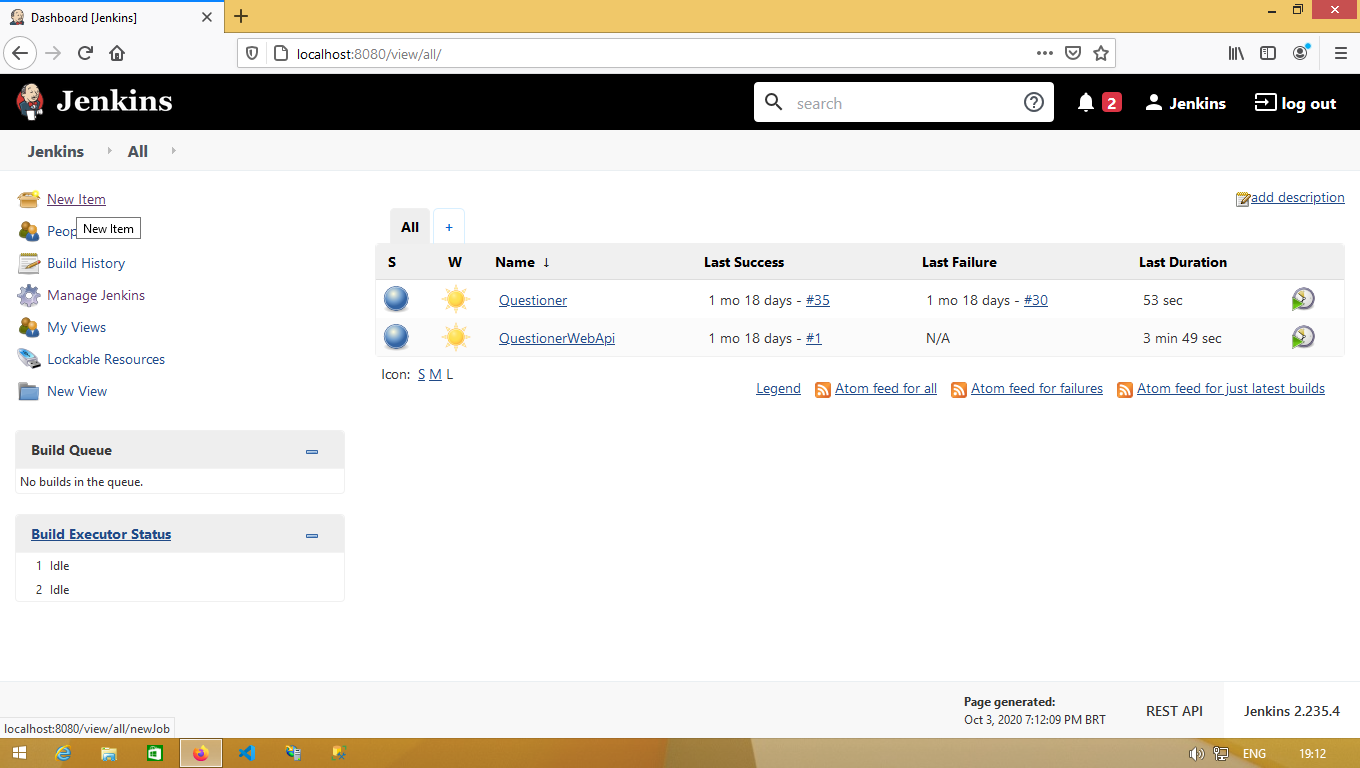 Dashboard [Jenkins]
localhost:8080/view/all/
Jenkins
search
2
Jenkins
log out
Jenkins
All
New Item
Peop
New Item
Build History
Manage Jenkins
My Views
Lockable Resources
New View
Build Queue
No builds in the queue.
Build Executor Status
1 Idle
2 Idle
add description
All +
S W Name ↓ Last Success Last Failure Last Duration
Questioner 1 mo 18 days - #35 1 mo 18 days - #30 53 sec
QuestionerWebApi 1 mo 18 days - #1 N/A 3 min 49 sec
Icon: S M L
Legend Atom feed for all Atom feed for failures Atom feed for just latest builds
Page generated:
Oct 3, 2020 7:12:09 PM BRT
REST API
Jenkins 2.235.4
localhost:8080/view/all/newJob
ENG
19:12